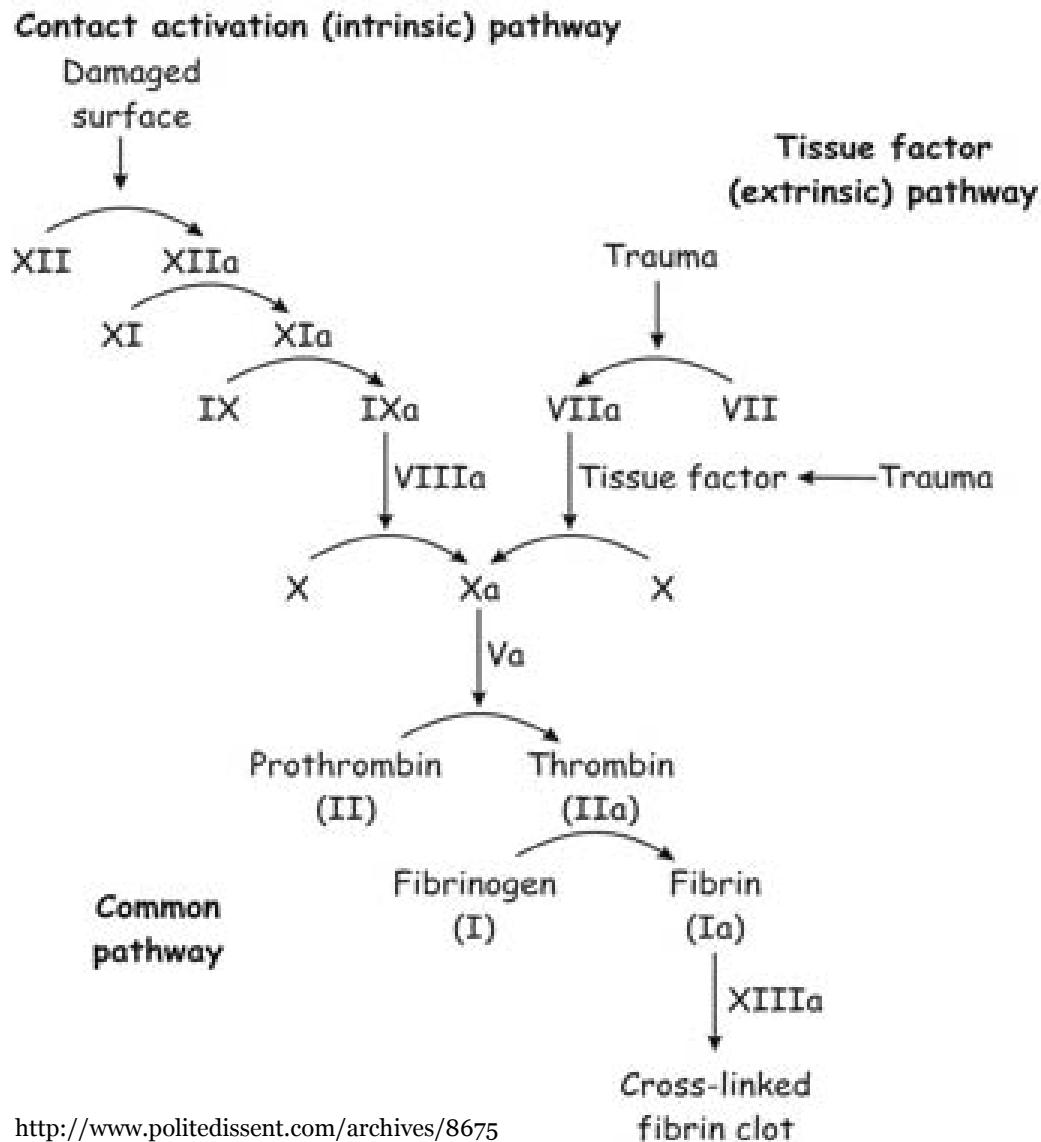 Contact activation (intrinsic) pathway
Damaged
surface
Tissue factor
(extrinsic) pathway
XII XIIa Trauma
XI XIa
IX IXa VIIa VII
VIIIa Tissue factor Trauma
X Xa X
Va
Prothrombin Thrombin
(II) (IIa)
Fibrinogen Fibrin
(I) (Ia)
Common
pathway
XIIIa
Cross-linked
fibrin clot
http://www.politedissent.com/archives/8675